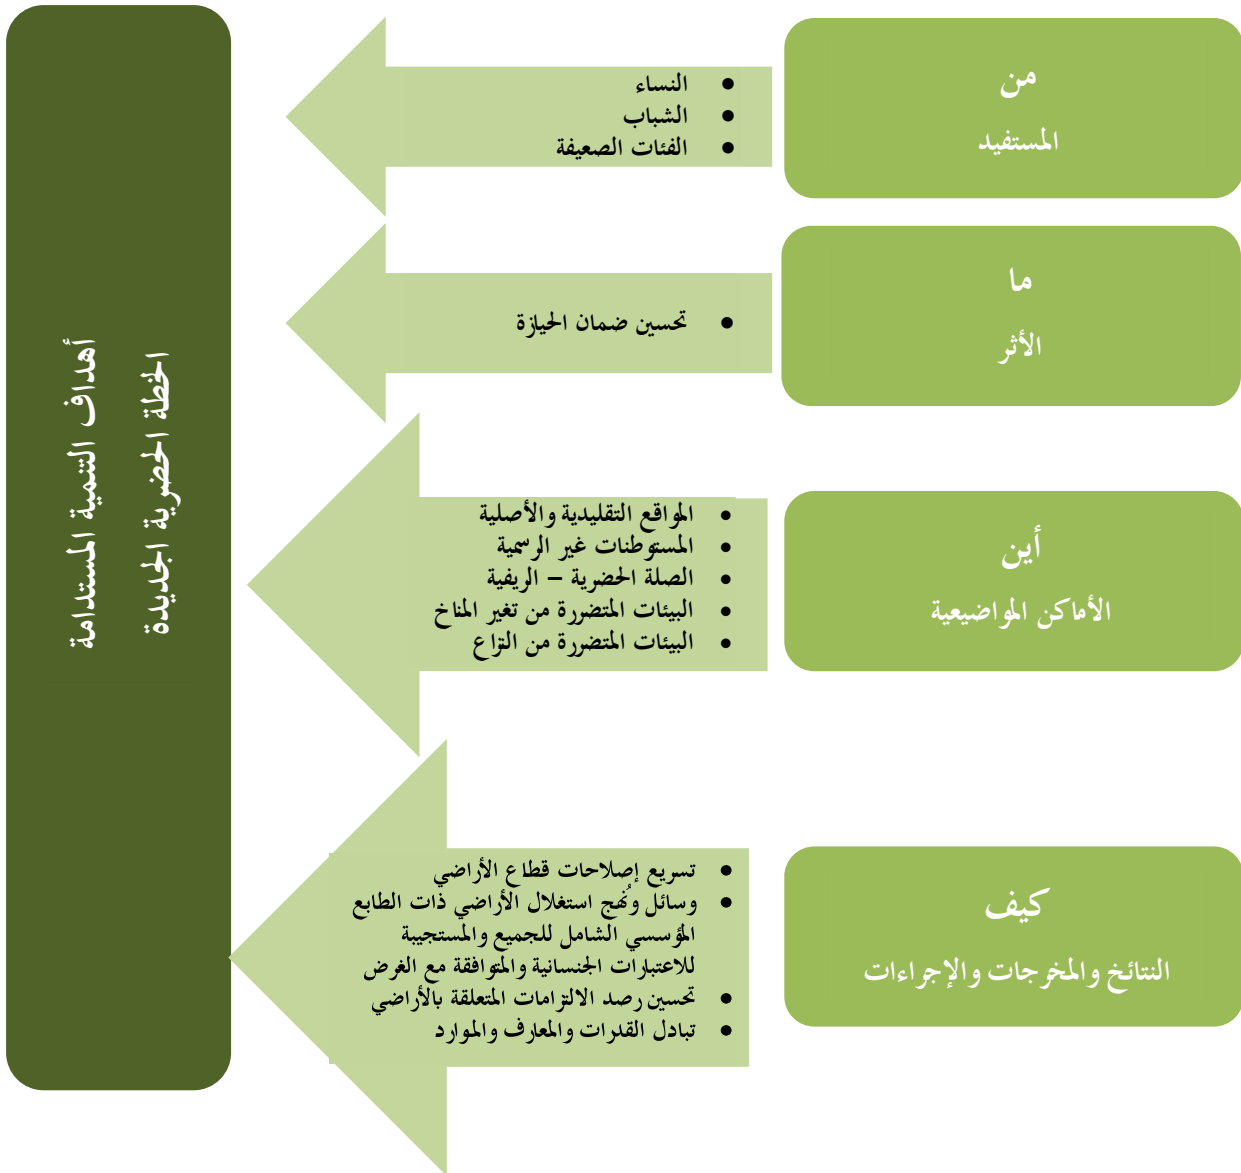 من
المستفيد
النساء
الشباب
الفئات الصعيفة
ما
الأثر
تحسين ضمان الحيازة
أين
الأماكن المواضيعية
المواقع التقليدية والأصلية
المستوطنات غير الرسمية
الصلة الحضرية – الريفية
البيئات المتضررة من تغير المناخ
البيئات المتضررة من النزاع
كيف
النتائج والمخرجات والإجراءات
تسريع إصلاحات قطاع الأراضي
وسائل ونُهج استغلال الأراضي ذات الطابع
المؤسسي الشامل للجميع والمستجيبة
للاعتبارات الجنسانية والمتوافقة مع الغرض
تحسين رصد الالتزامات المتعلقة بالأراضي
تبادل القدرات والمعارف والموارد
أهداف التنمية المستدامة
الخطة الحضرية الجديدة